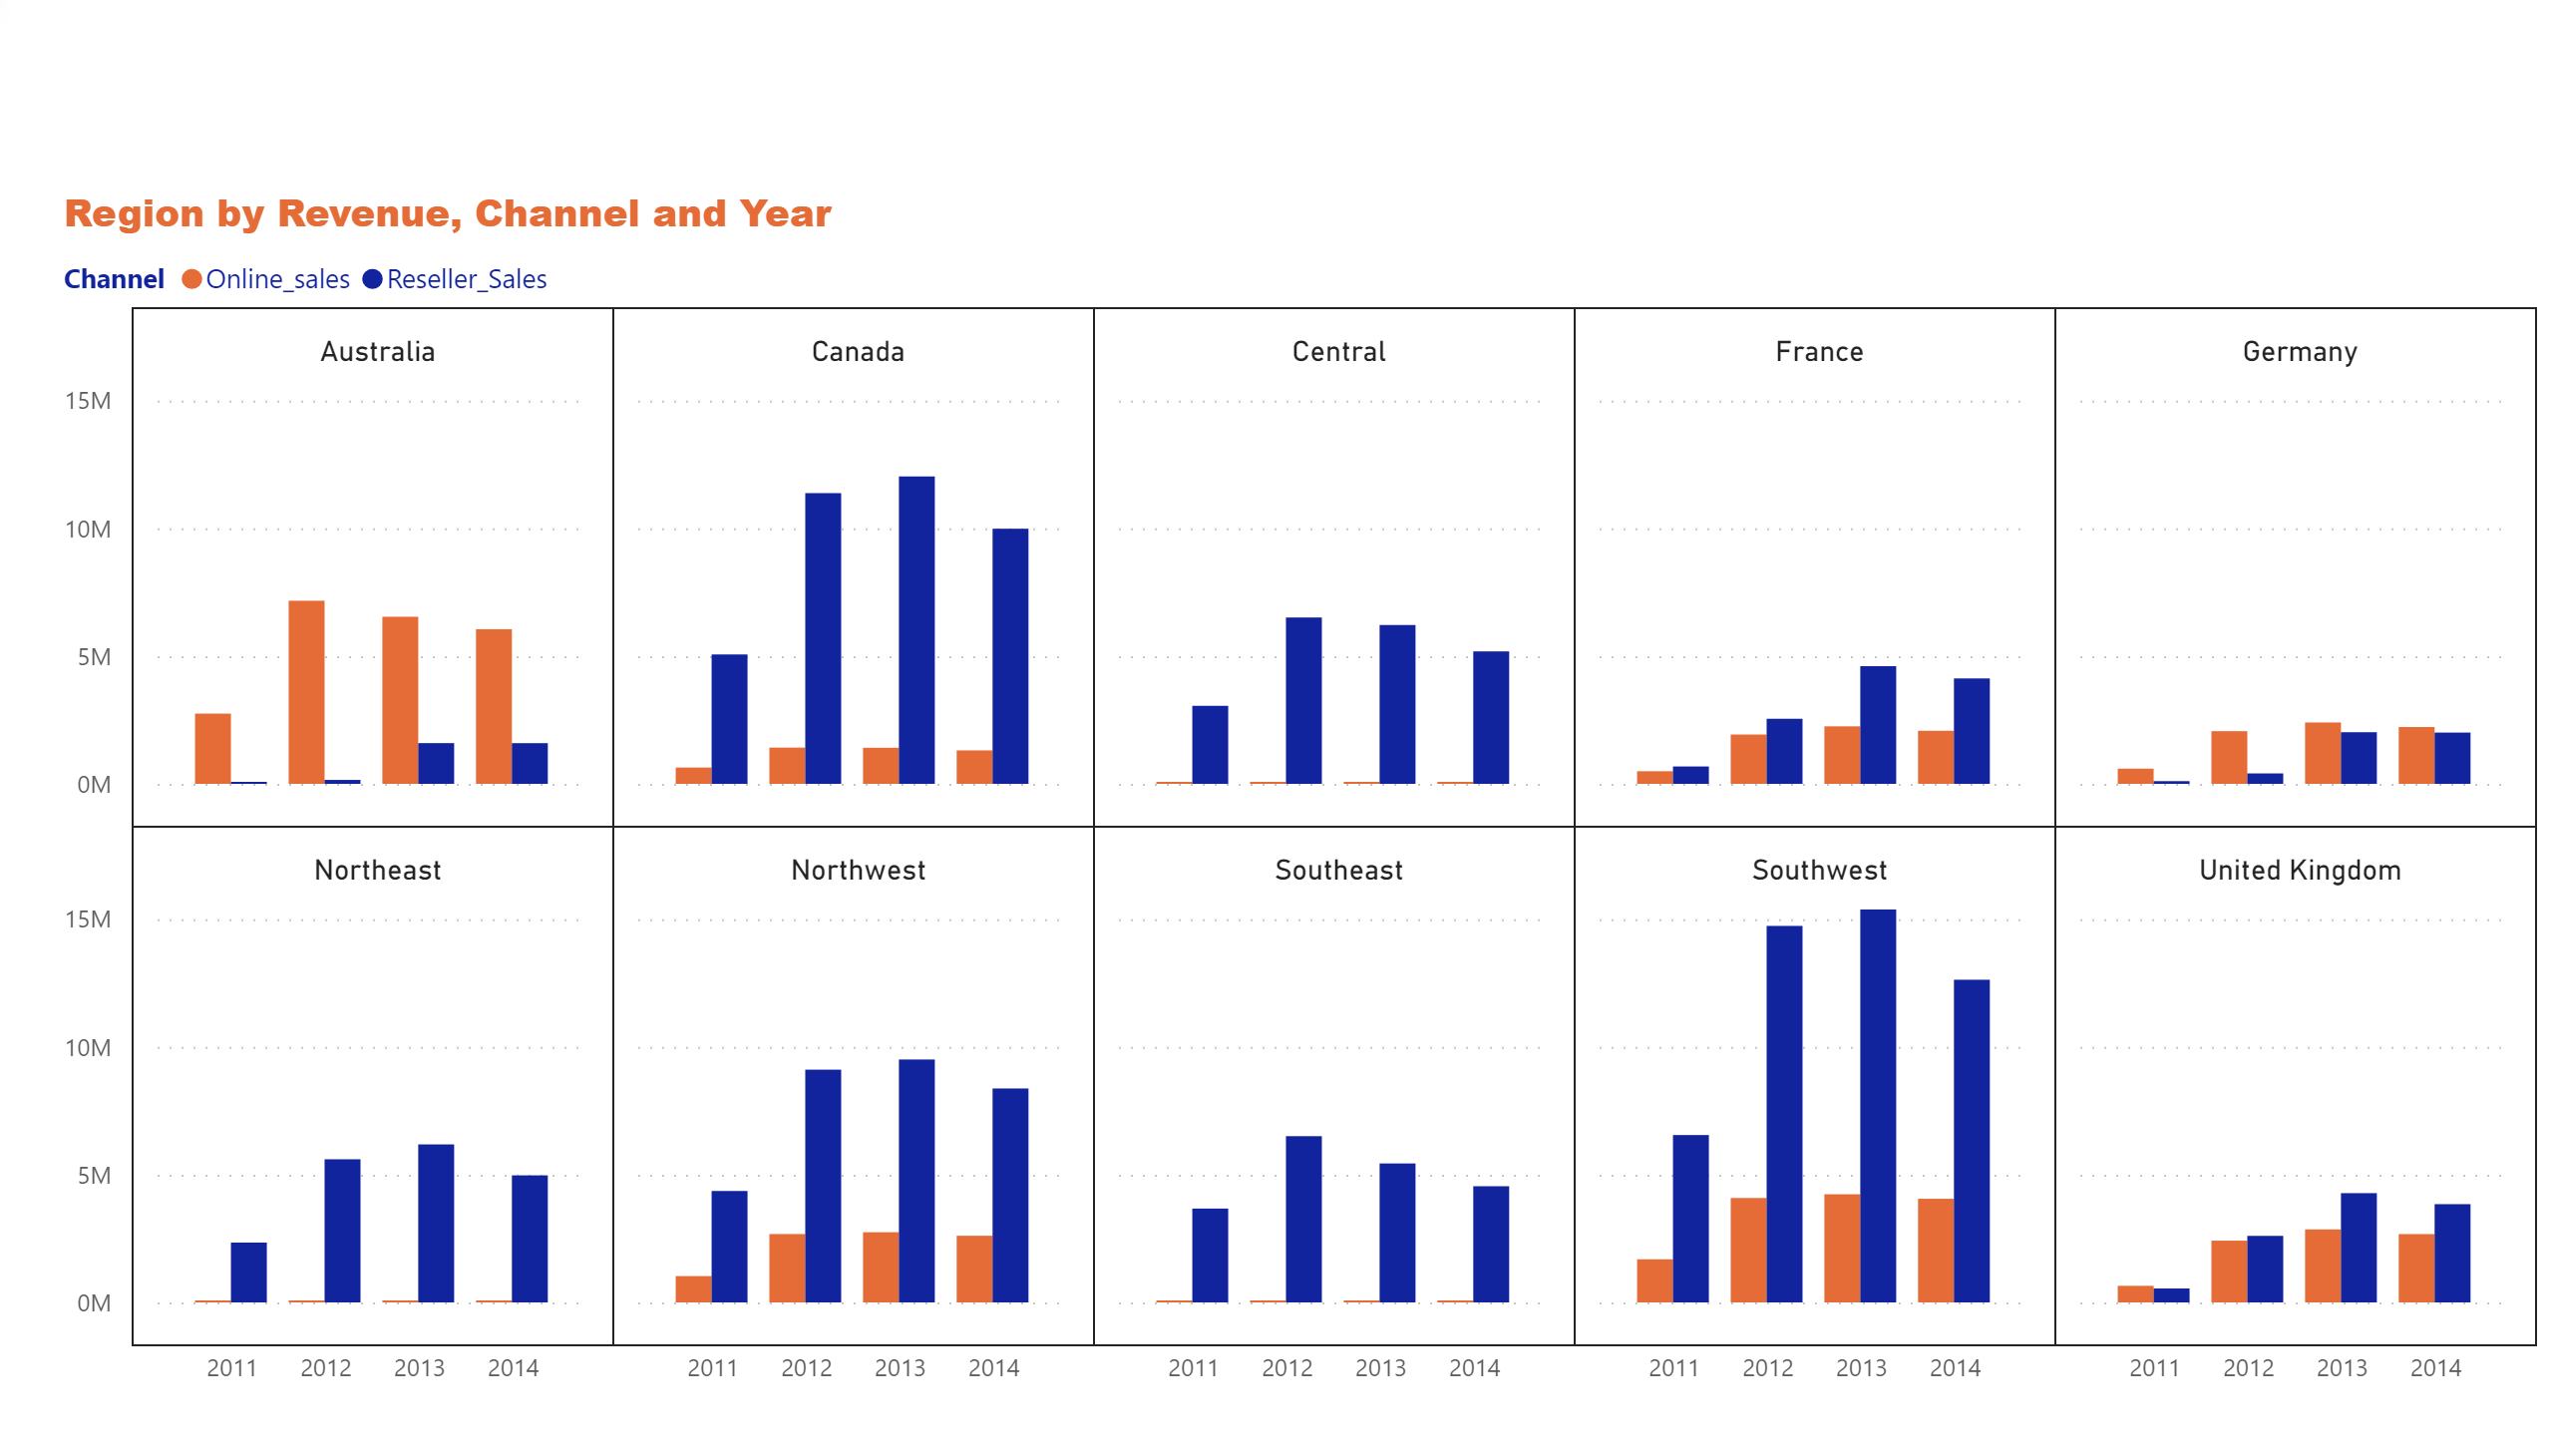 Region by Revenue, Channel and Year
Channel Online_sales Reseller_Sales
Australia Canada Central France Germany
15M
10M
5M
0M
Northeast Northwest Southeast Southwest United Kingdom
15M
10M
5M
0M
2011 2012 2013 2014 2011 2012 2013 2014 2011 2012 2013 2014 2011 2012 2013 2014 2011 2012 2013 2014